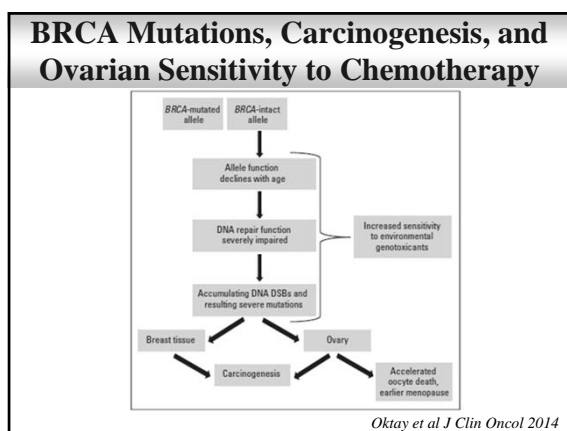 BRCA Mutations, Carcinogenesis, and
Ovarian Sensitivity to Chemotherapy
BRCA-mutated
allele
BRCA-intact
allele
Allele function
declines with age
DNA repair function
severely impaired
Increased sensitivity
to environmental
genotoxicants
Accumulating DNA DSBs and
resulting severe mutations
Breast tissue
Ovary
Carcinogenesis
Accelerated
oocyte death,
earlier menopause
Oktay et al J Clin Oncol 2014